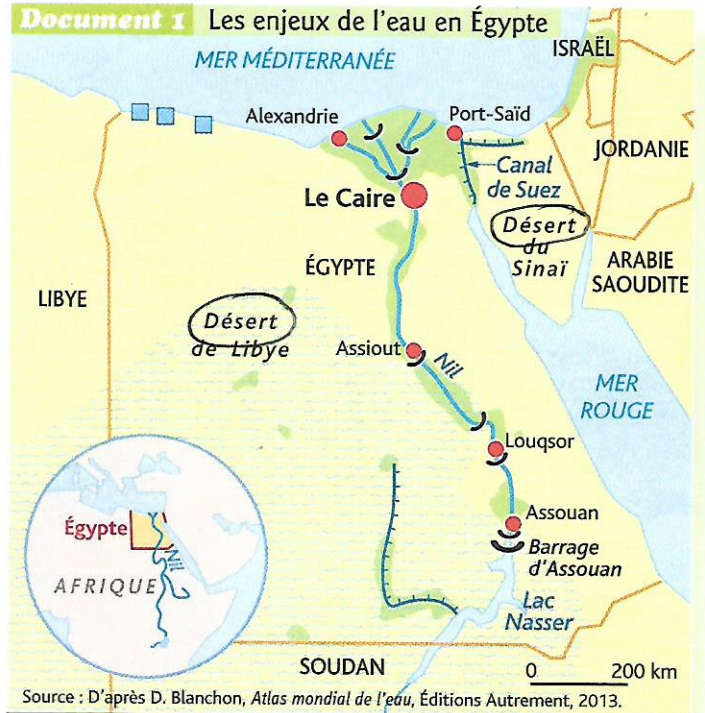 Document 1 Les enjeux de l'eau en Égypte
MER MÉDITERRANÉE
ISRAËL
Alexandrie
Port-Saïd
JORDANIE
Canal
de Suez
Le Caire
Désert
du
Sinaï
ÉGYPTE
ARABIE
SAOUDITE
LIBYE
Désert
de Libye
Assiout
Nil
MER
ROUGE
Louqsor
Assouan
Barrage
d'Assouan
Lac
Nasser
Égypte
Nil
AFRIQUE
SOUDAN
0 200 km
Source : D'après D. Blanchon, Atlas mondial de l'eau, Éditions Autrement, 2013.